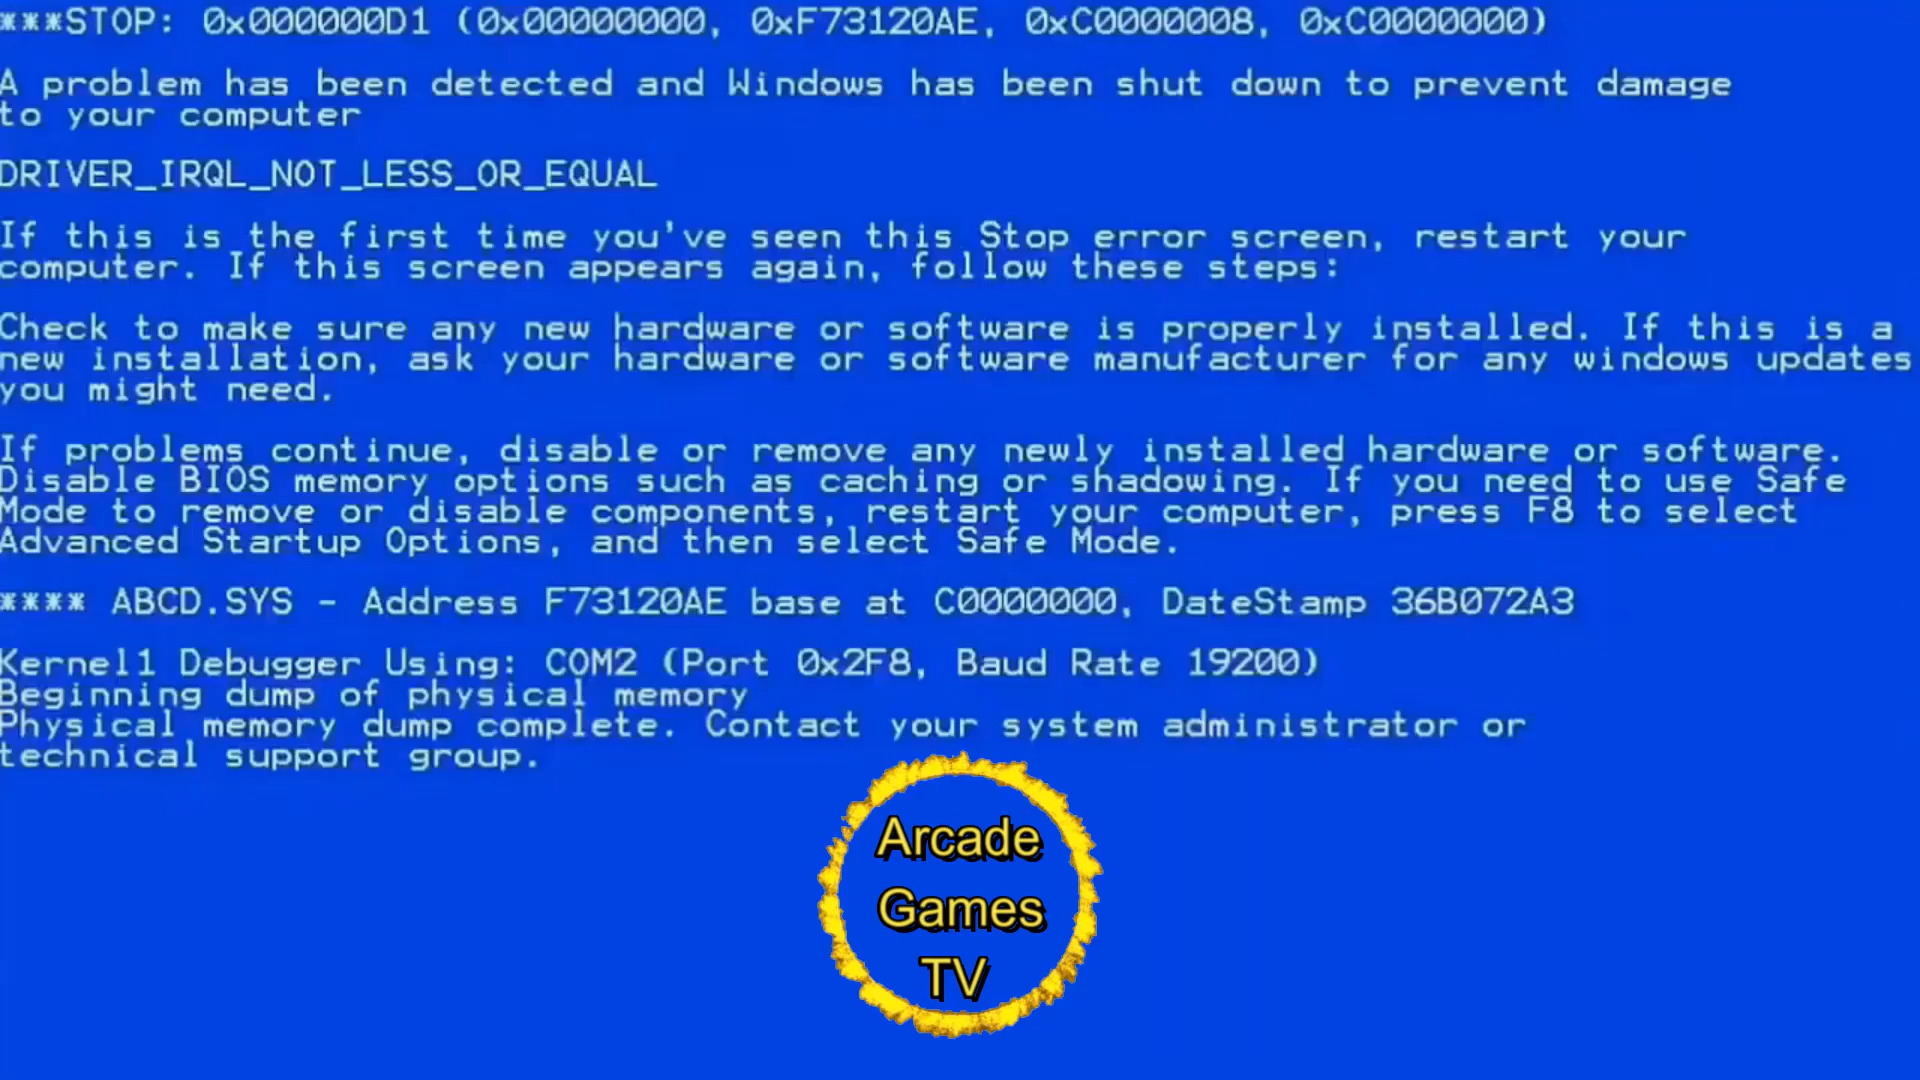 ***STOP: 0x000000D1 (0x00000000, 0xF73120AE, 0xC0000008, 0xC0000000)
A problem has been detected and Windows has been shut down to prevent damage
to your computer
DRIVER_IRQL_NOT_LESS_OR_EQUAL
If this is the first time you've seen this Stop error screen, restart your
computer. If this screen appears again, follow these steps:
Check to make sure any new hardware or software is properly installed. If this is a
new installation, ask your hardware or software manufacturer for any windows updates
you might need.
If problems continue, disable or remove any newly installed hardware or software.
Disable BIOS memory options such as caching or shadowing. If you need to use Safe
Mode to remove or disable components, restart your computer, press F8 to select
Advanced Startup Options, and then select Safe Mode.
**** ABCD.SYS - Address F73120AE base at C0000000, DateStamp 36B072A3
Kernel1 Debugger Using: COM2 (Port 0x2F8, Baud Rate 19200)
Beginning dump of physical memory
Physical memory dump complete. Contact your system administrator or
technical support group.
Arcade
Games
TV